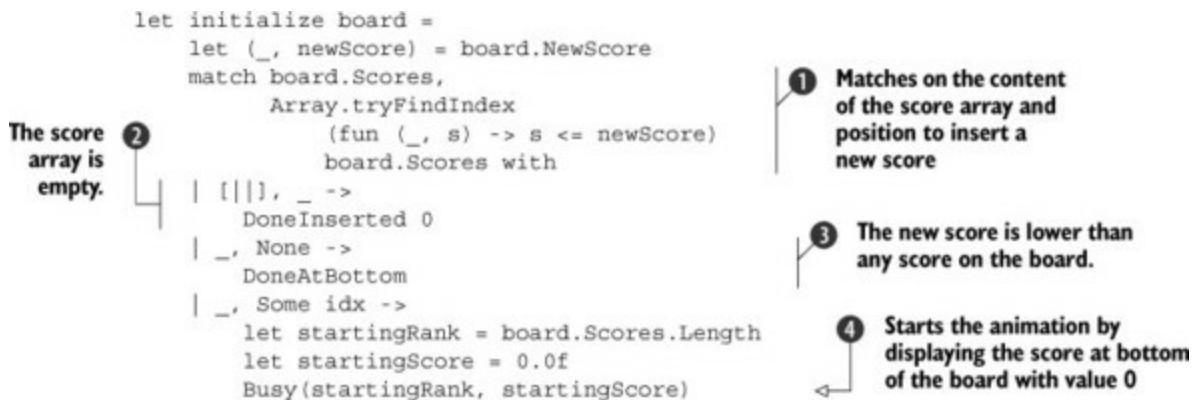 let initialize board =
let (_, newScore) = board.NewScore
match board.Scores,
Array.tryFindIndex
(fun (_, s) -> s <= newScore)
board.Scores with
| [||], _ ->
DoneInserted 0
| _, None ->
DoneAtBottom
| _, Some idx ->
let startingRank = board.Scores.Length
let startingScore = 0.0f
Busy(startingRank, startingScore)
1 Matches on the content
of the score array and
position to insert a
new score
The score 2
array is
empty.
3 The new score is lower than
any score on the board.
4 Starts the animation by
displaying the score at bottom
of the board with value 0